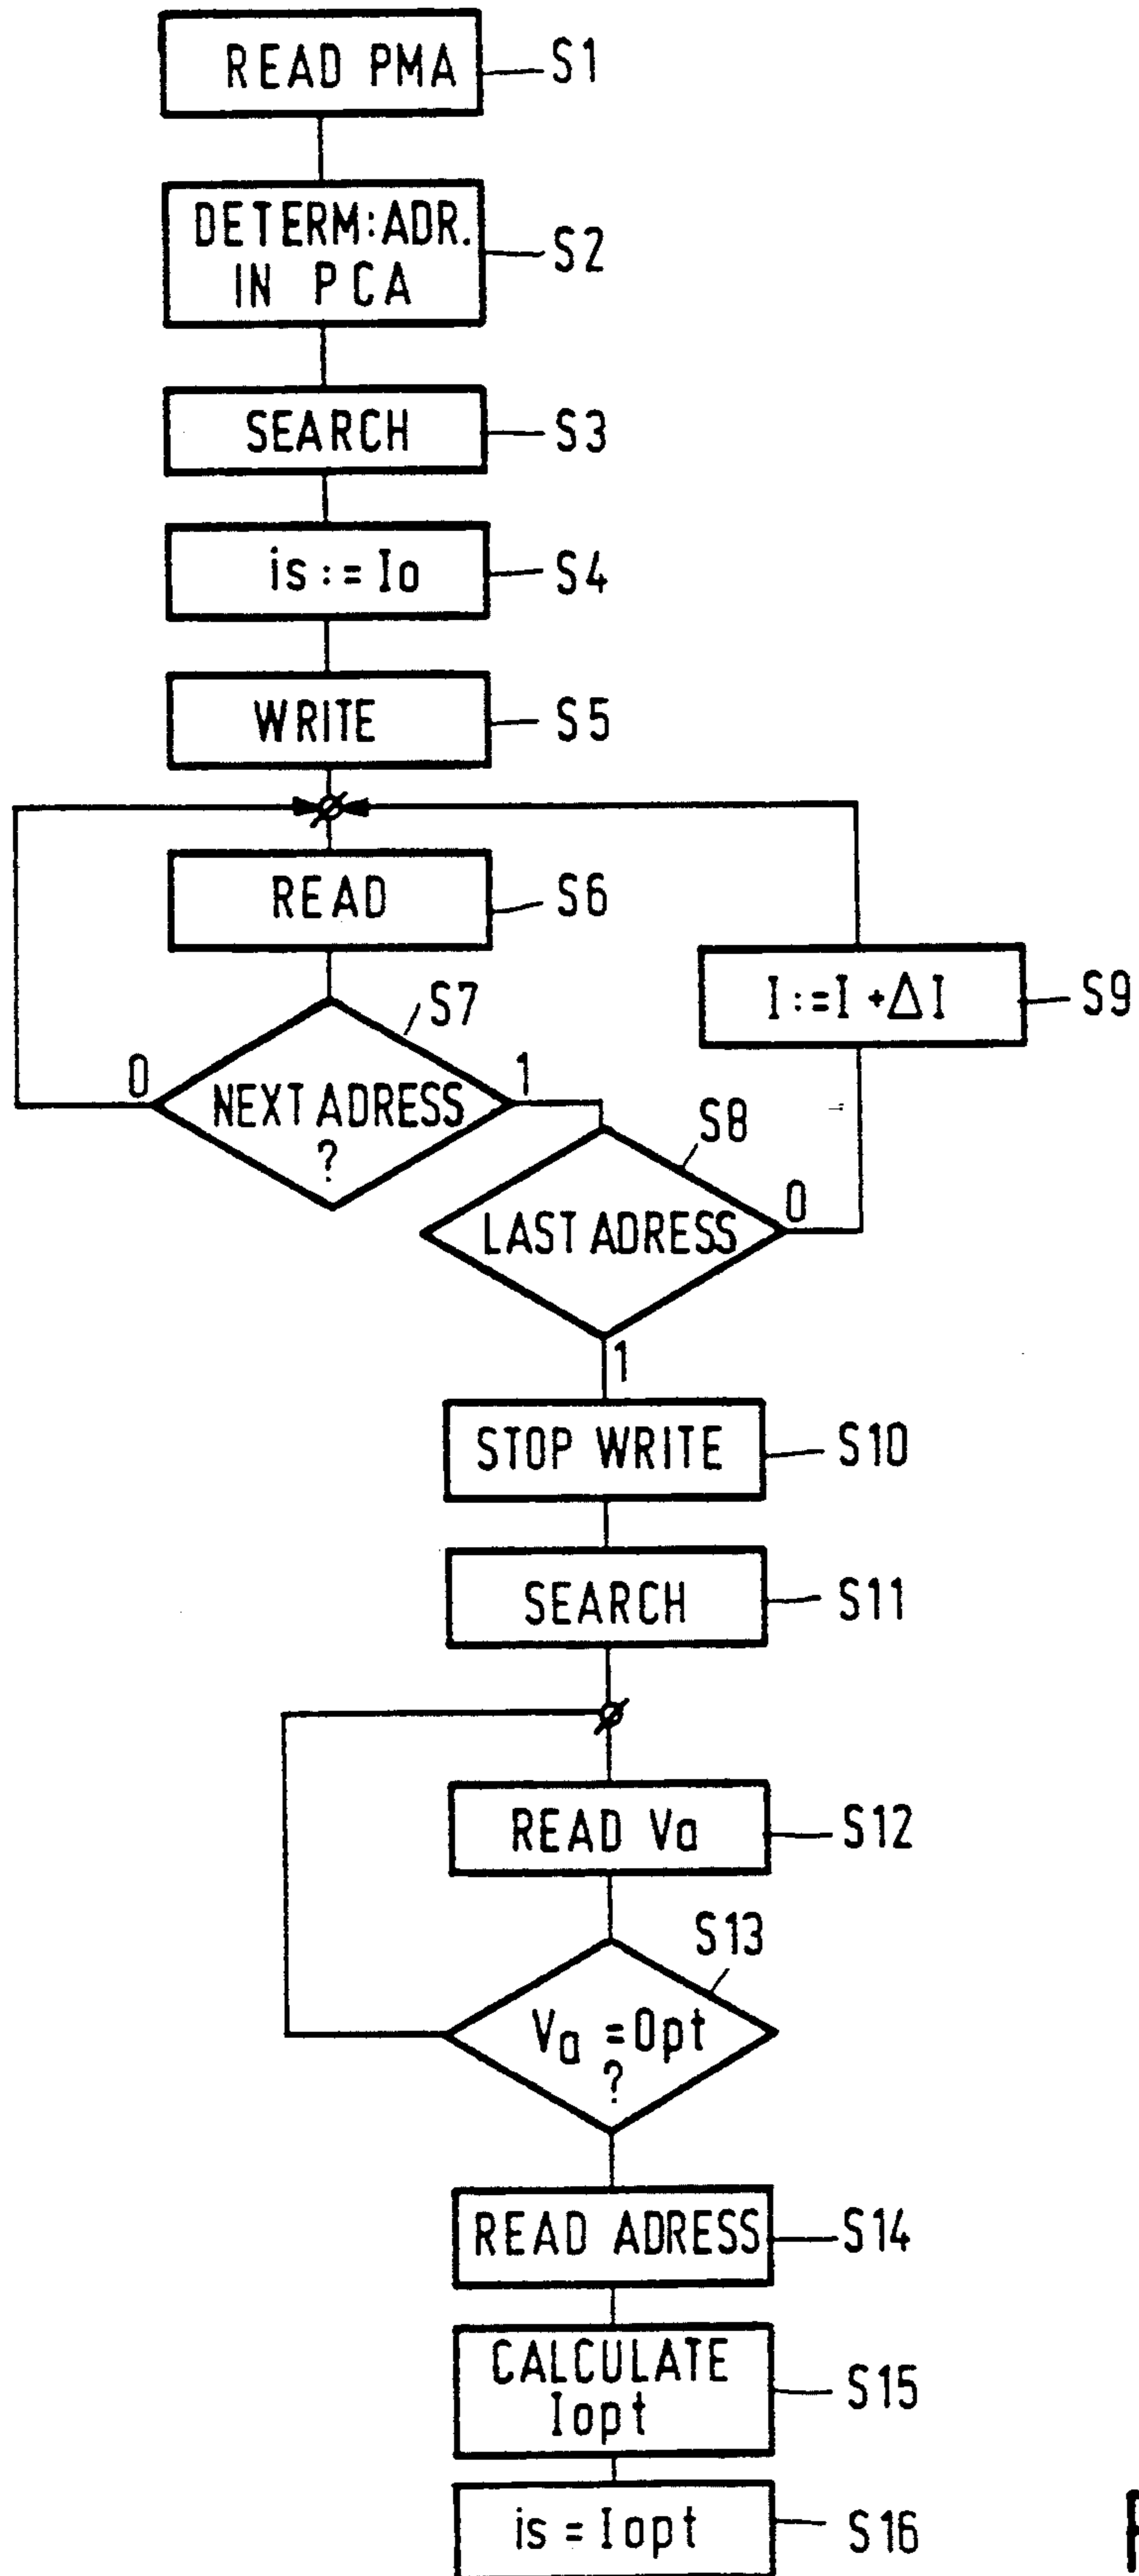 READ PMA
S1
DETERM:ADR.
IN PCA
S2
SEARCH
S3
is := Io
S4
WRITE
S5
READ
S6
S7
0
1
NEXT ADRESS
?
I:=I+ΔI
S9
S8
0
LAST ADRESS
1
STOP WRITE
S10
SEARCH
S11
READ Va
S12
S13
Va = Opt
?
READ ADRESS
S14
CALCULATE
Iopt
S15
is = Iopt
S16